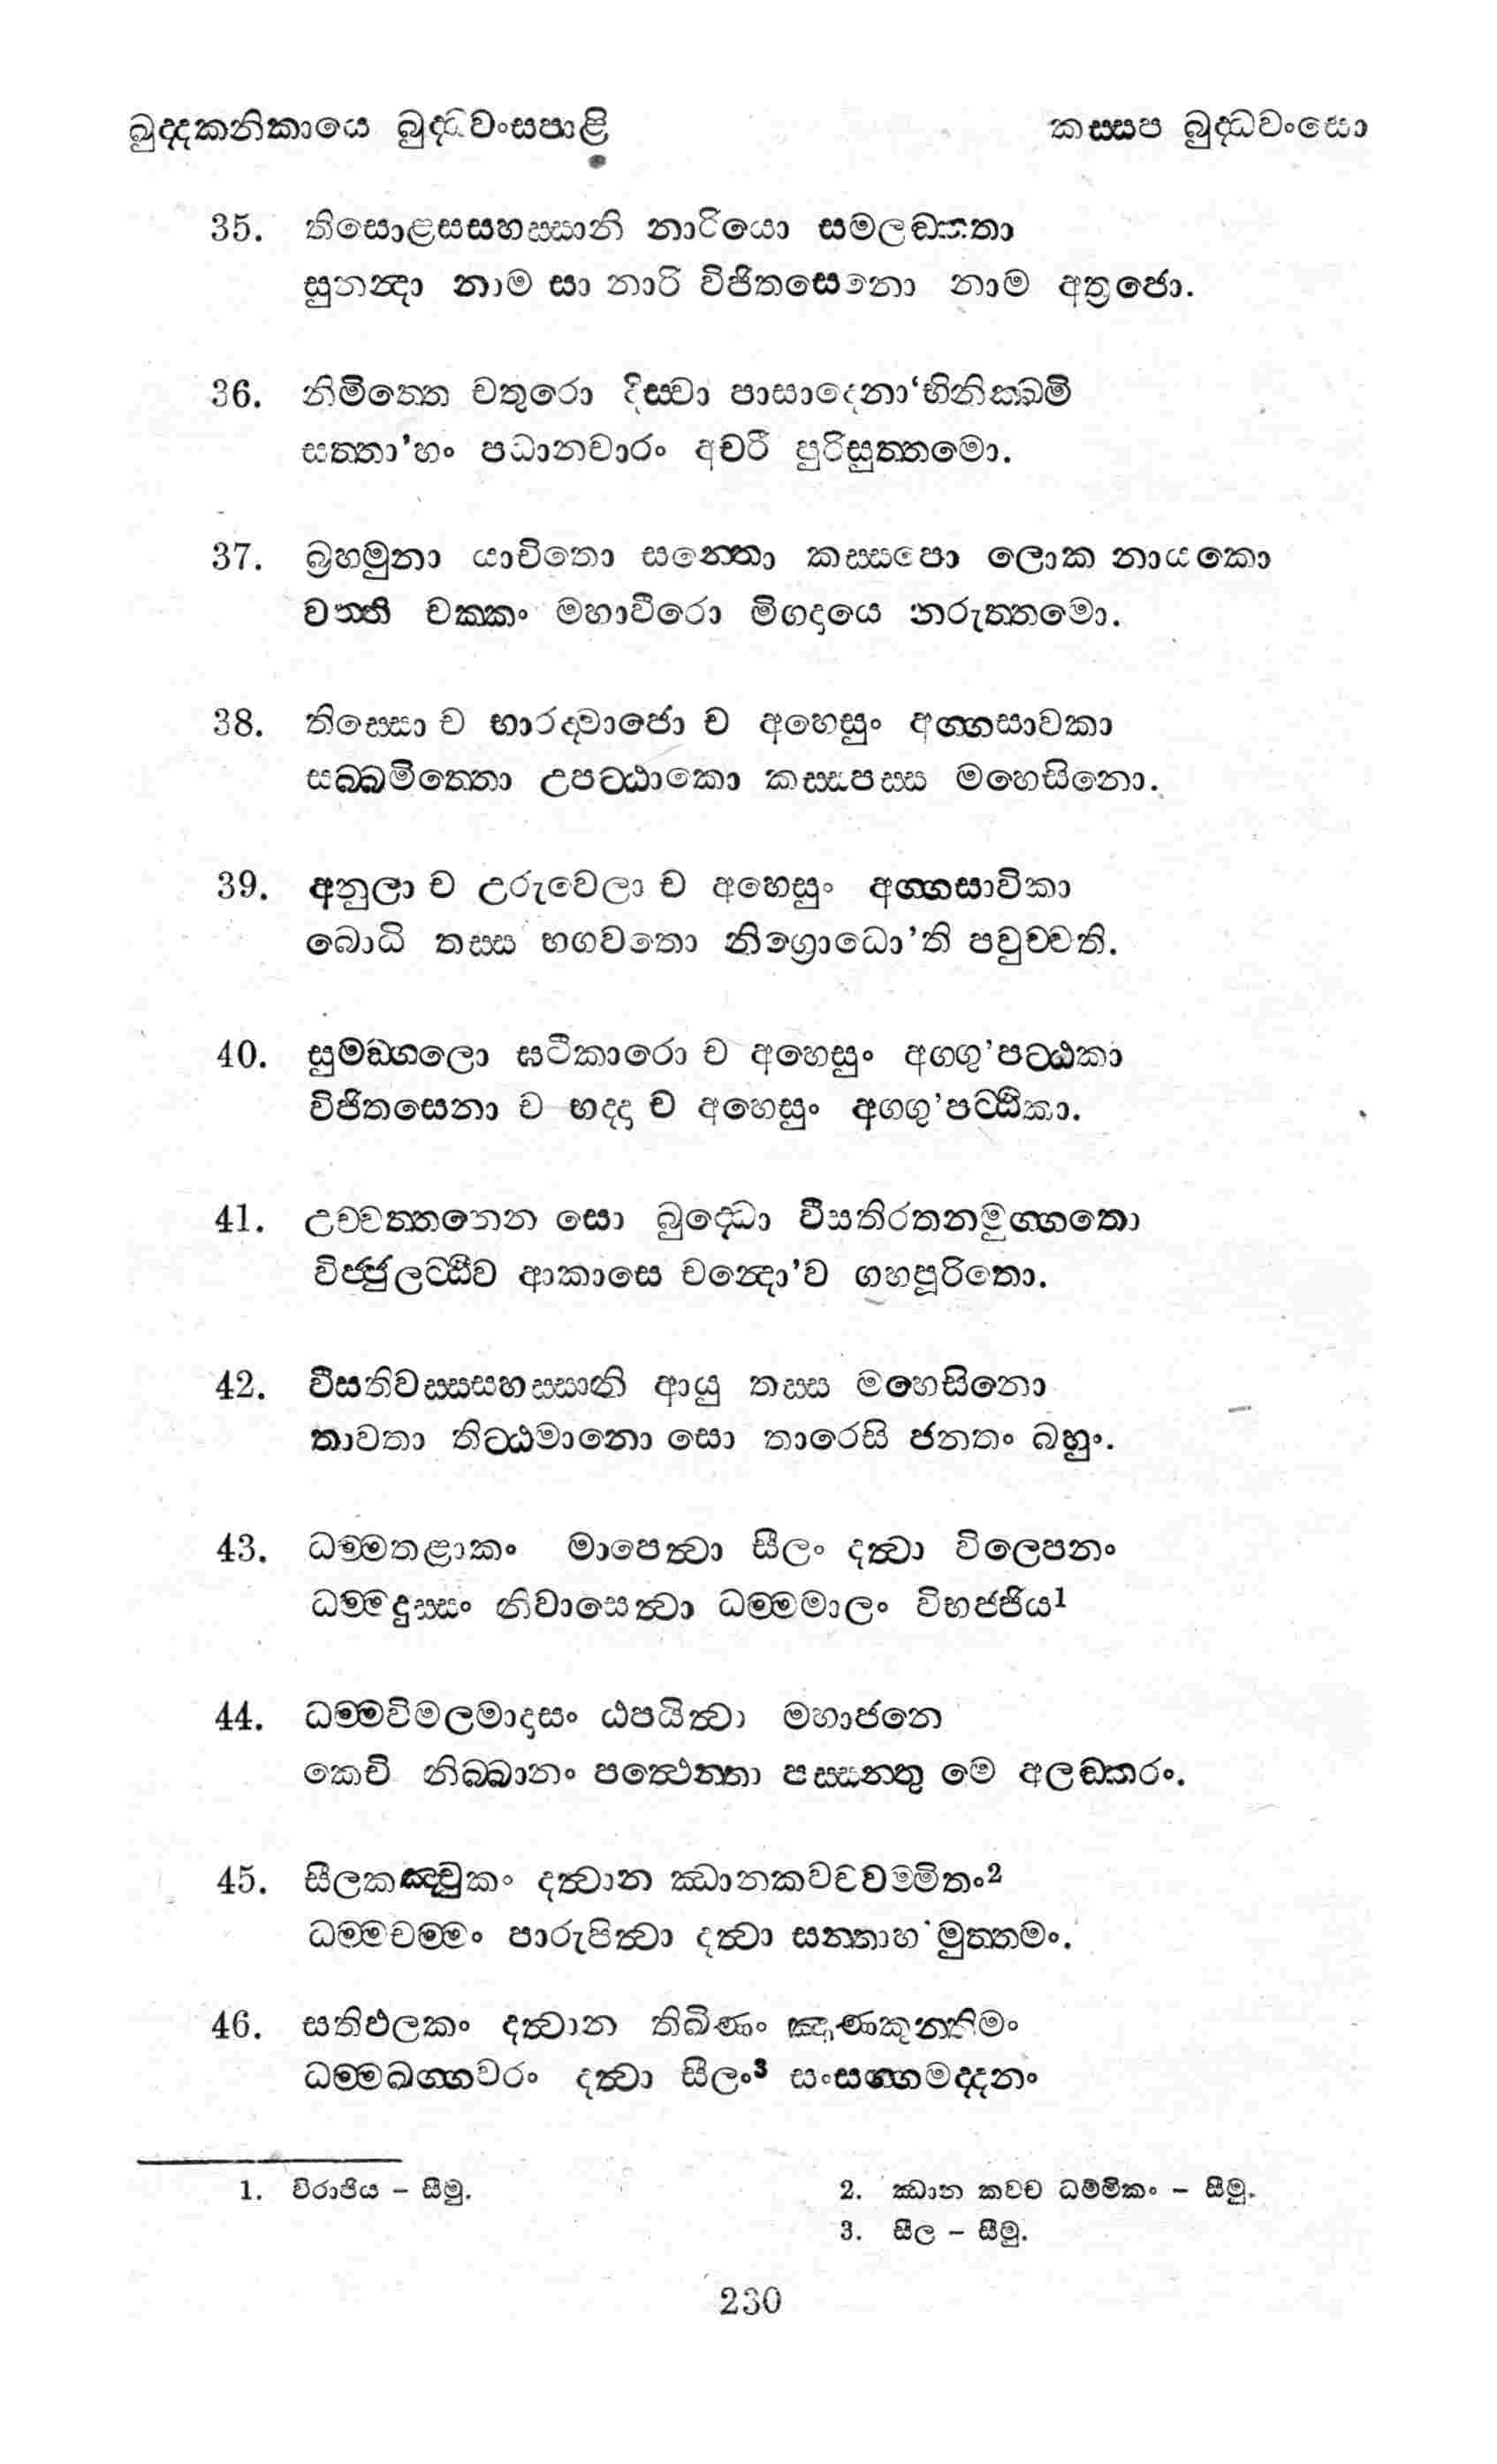 ඛුද්දකනිකායෙ බුද්ධවංසපාළි
කස්සප බුද්ධවංසො
35. තිසොළසසහස්සානි නාරියො සමලඞ්කතා
සුනන්දා නාම සා නාරි විජිතසෙනො නාම අත්‍රජො.
36. නිමිත්තෙ චතුරො දිස්වා පාසාදෙනා‘භිනික්ඛමි
සත්තා’හං පධානචාරං අචරී පුරිසුත්තමො.
37. බ්‍රහමුනා යාචිතො සන්තො කස්සපො ලොක නායකො
වත්ති චක්කං මහාවීරො මිගදායෙ නරුත්තමො.
38. තිස්සො ච භාරද්වාජො ච අහෙසුං අග්ගසාවකා
සබ්බමිත්තො උපට්ඨාකො කස්සපස්ස මහෙසිනො.
39. අනුලා ච උරුවෙලා ච අහෙසුං අග්ගසාවිකා
බොධි තස්ස භගවතො නිග්‍රොධො’ති පවුච්චති.
40. සුමඞ්ගලො ඝටීකාරො ච අහෙසුං අගගු’පට්ඨකා
විජිතසෙනා ච භද්දා ච අහෙසුං අගගු’පට්ඨිකා.
41. උච්චත්තනෙන සො බුද්ධො වීසතිරතනමුග්ගතො
විජ්ජුලට්ඨීව ආකාසෙ චන්දො’ව ගහපූරිතො.
42. වීසතිවස්සසහස්සානි ආයු තස්ස මහෙසිනො
තාවතා තිට්ඨමානො සො තාරෙසි ජනතං බහුං.
43. ධම්මතළාකං මාපෙත්වා සීලං දත්වා විලෙපනං
ධම්මදුස්සං නිවාසෙත්වා ධම්මමාලං විභජ්ජිය1
44. ධම්මවිමලමාදාසං ඨපයිත්වා මහාජනෙ
කෙචි නිබ්බානං පත්ථෙන්තා පස්සන්තු මෙ අලඞ්කරං.
45. සීලකඤ්චුකං දත්වාන ඣානකවචවම්මිතං2
ධම්මචම්මං පාරුපිත්වා දත්වා සන්නාහ'මුත්තමං.
46. සතිඵලකං දත්වාන තිඛිණං ඤාණකුන්තිමං
ධම්මඛග්ගවරං දත්වා සීලං3 සංසග්ගමද්දනං
1. විරාජිය – සීමු.
2. ඣාන කවච ධම්මිකං – සීමු.
3. සීල – සීමු.
230